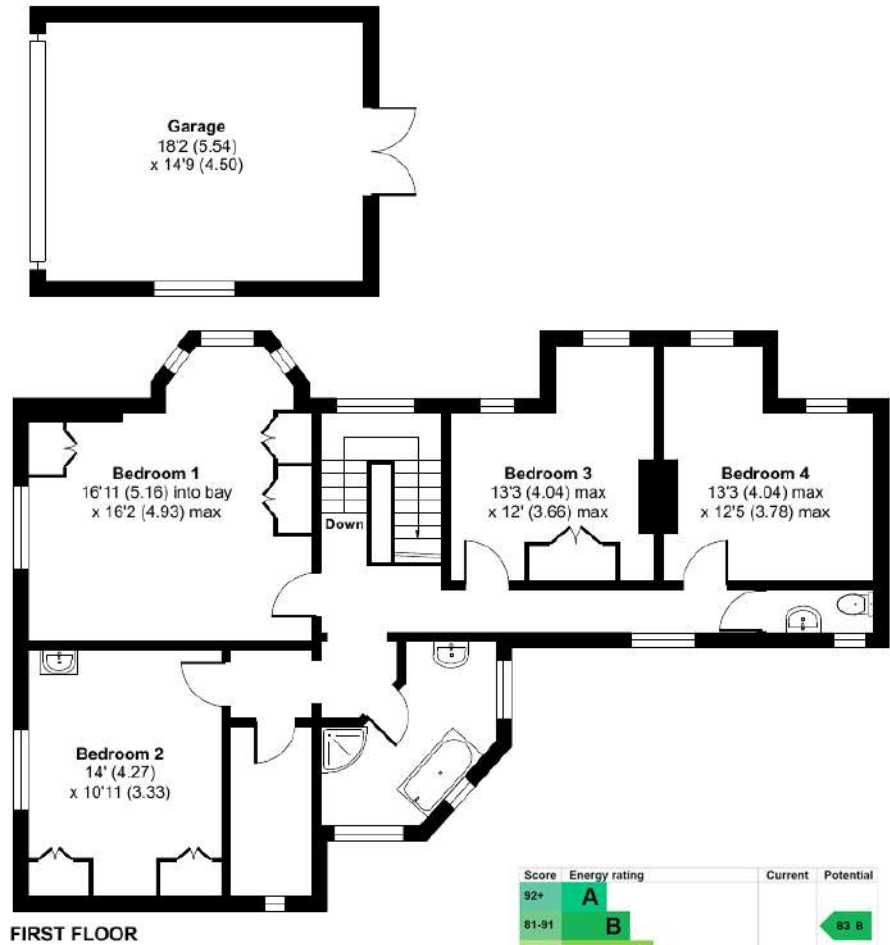 Garage
18'2 (5.54)
x 14'9 (4.50)
Bedroom 1
16'11 (5.16) into bay
x 16'2 (4.93) max
Down
Bedroom 3
13'3 (4.04) max
x 12' (3.66) max
Bedroom 4
13'3 (4.04) max
x 12'5 (3.78) max
Bedroom 2
14' (4.27)
x 10'11 (3.33)
FIRST FLOOR
Score Energy rating Current Potential
92+ A
81-91 B 83 B